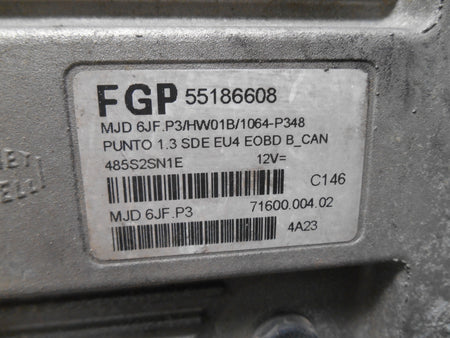 FGP 55186608
MJD 6JF.P3/HW01B/1064-P348
PUNTO 1.3 SDE EU4 EOBD B_CAN
485S2SN1E 12V=
C146
MJD 6JF.P3 71600.004.02
4A23